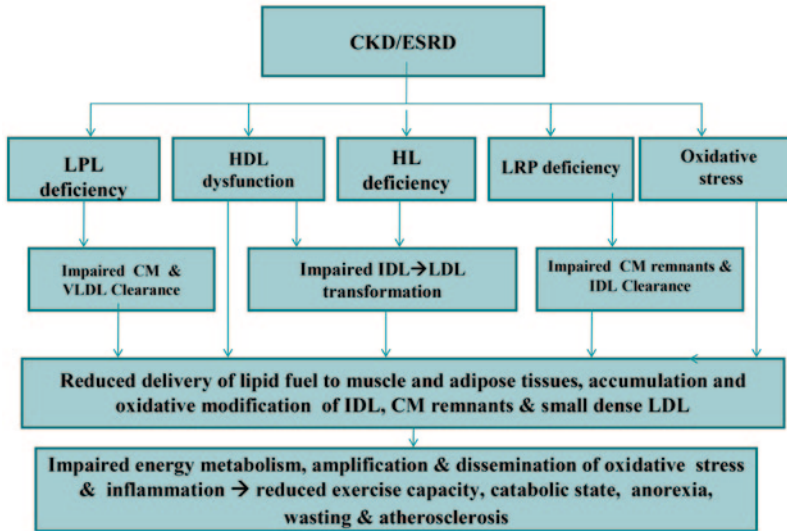 CKD/ESRD
LPL
deficiency
HDL
dysfunction
HL
deficiency
LRP deficiency
Oxidative
stress
Impaired CM &
VLDL Clearance
Impaired IDL→LDL
transformation
Impaired CM remnants &
IDL Clearance
Reduced delivery of lipid fuel to muscle and adipose tissues, accumulation and
oxidative modification of IDL, CM remnants & small dense LDL
Impaired energy metabolism, amplification & dissemination of oxidative stress
& inflammation → reduced exercise capacity, catabolic state, anorexia,
wasting & atherosclerosis